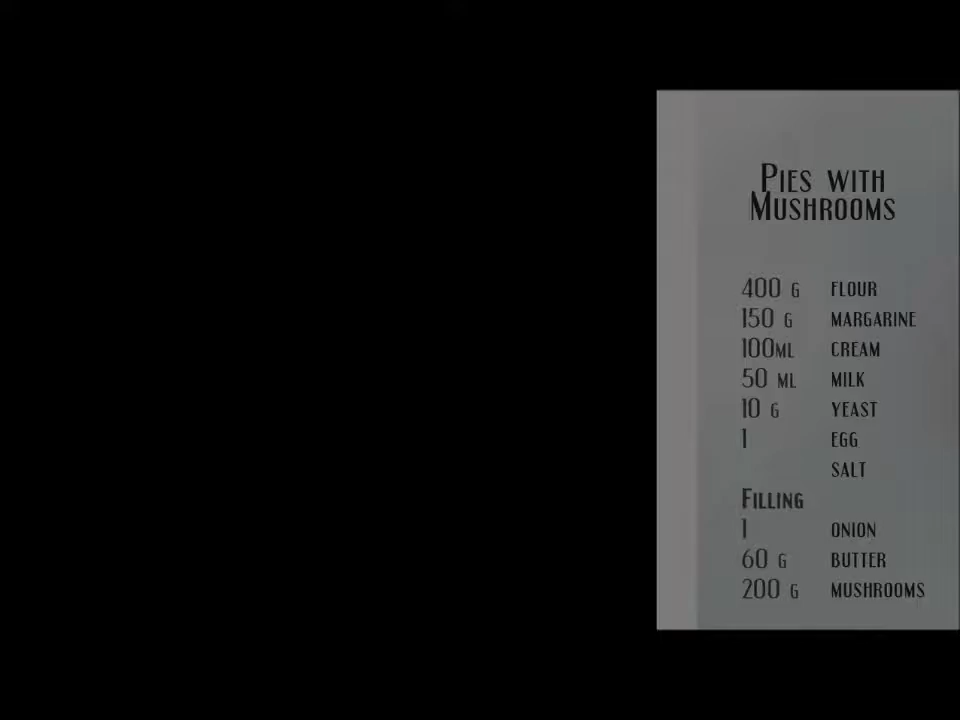 Pies with
Mushrooms
400 g flour
150 g margarine
100ml cream
50 ml milk
10 g yeast
1 egg
salt
Filling
1 onion
60 g butter
200 g mushrooms